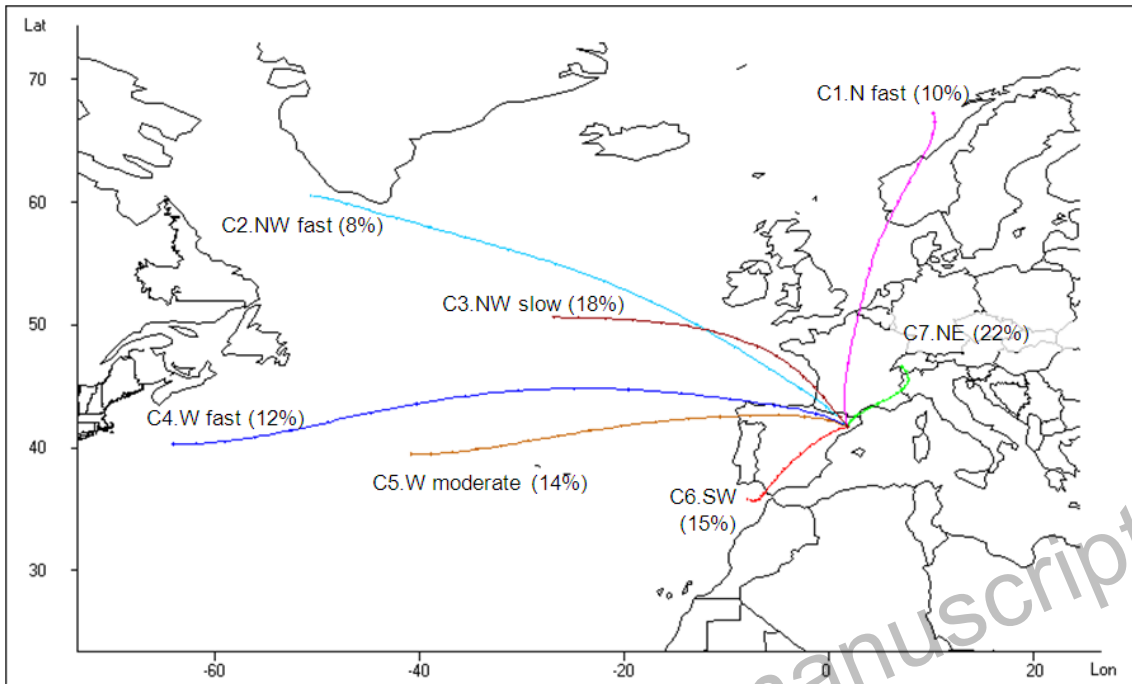 Lat
70
C1.N fast (10%)
60
C2.NW fast (8%)
C3.NW slow (18%)
50
C7.NE (22%)
C4.W fast (12%)
40
C5.W moderate (14%)
C6.SW
(15%)
30
manuscript
-60
-40
-20
0
20
Lon